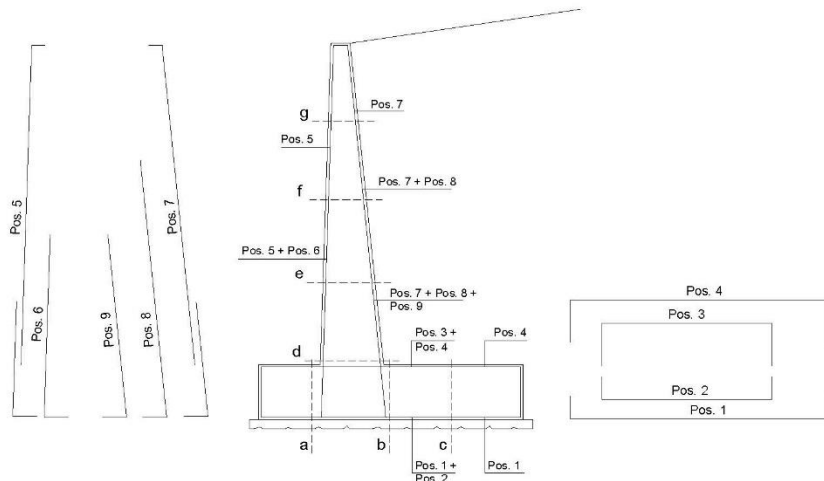 Pos. 7
g
Pos. 5
Pos. 7 + Pos. 8
f
Pos. 5
Pos. 7
Pos. 5 + Pos. 6
e
Pos. 7 + Pos. 8 +
Pos. 9
Pos. 6
Pos. 9
Pos. 8
Pos. 4
Pos. 3
Pos. 3 +
Pos. 4
Pos. 4
d
Pos. 2
Pos. 1
a
b
c
Pos. 1 +
Pos. 2
Pos. 1